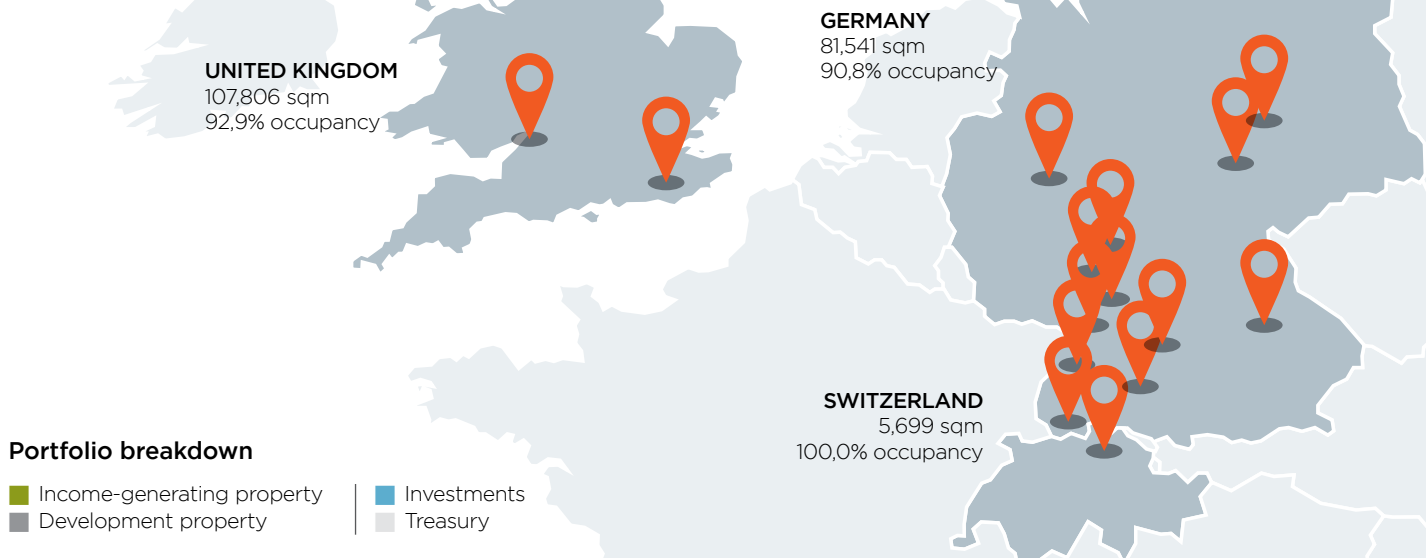 UNITED KINGDOM
107,806 sqm
92,9% occupancy
GERMANY
81,541 sqm
90,8% occupancy
SWITZERLAND
5,699 sqm
100,0% occupancy
Portfolio breakdown
Income-generating property
Development property
Investments
Treasury